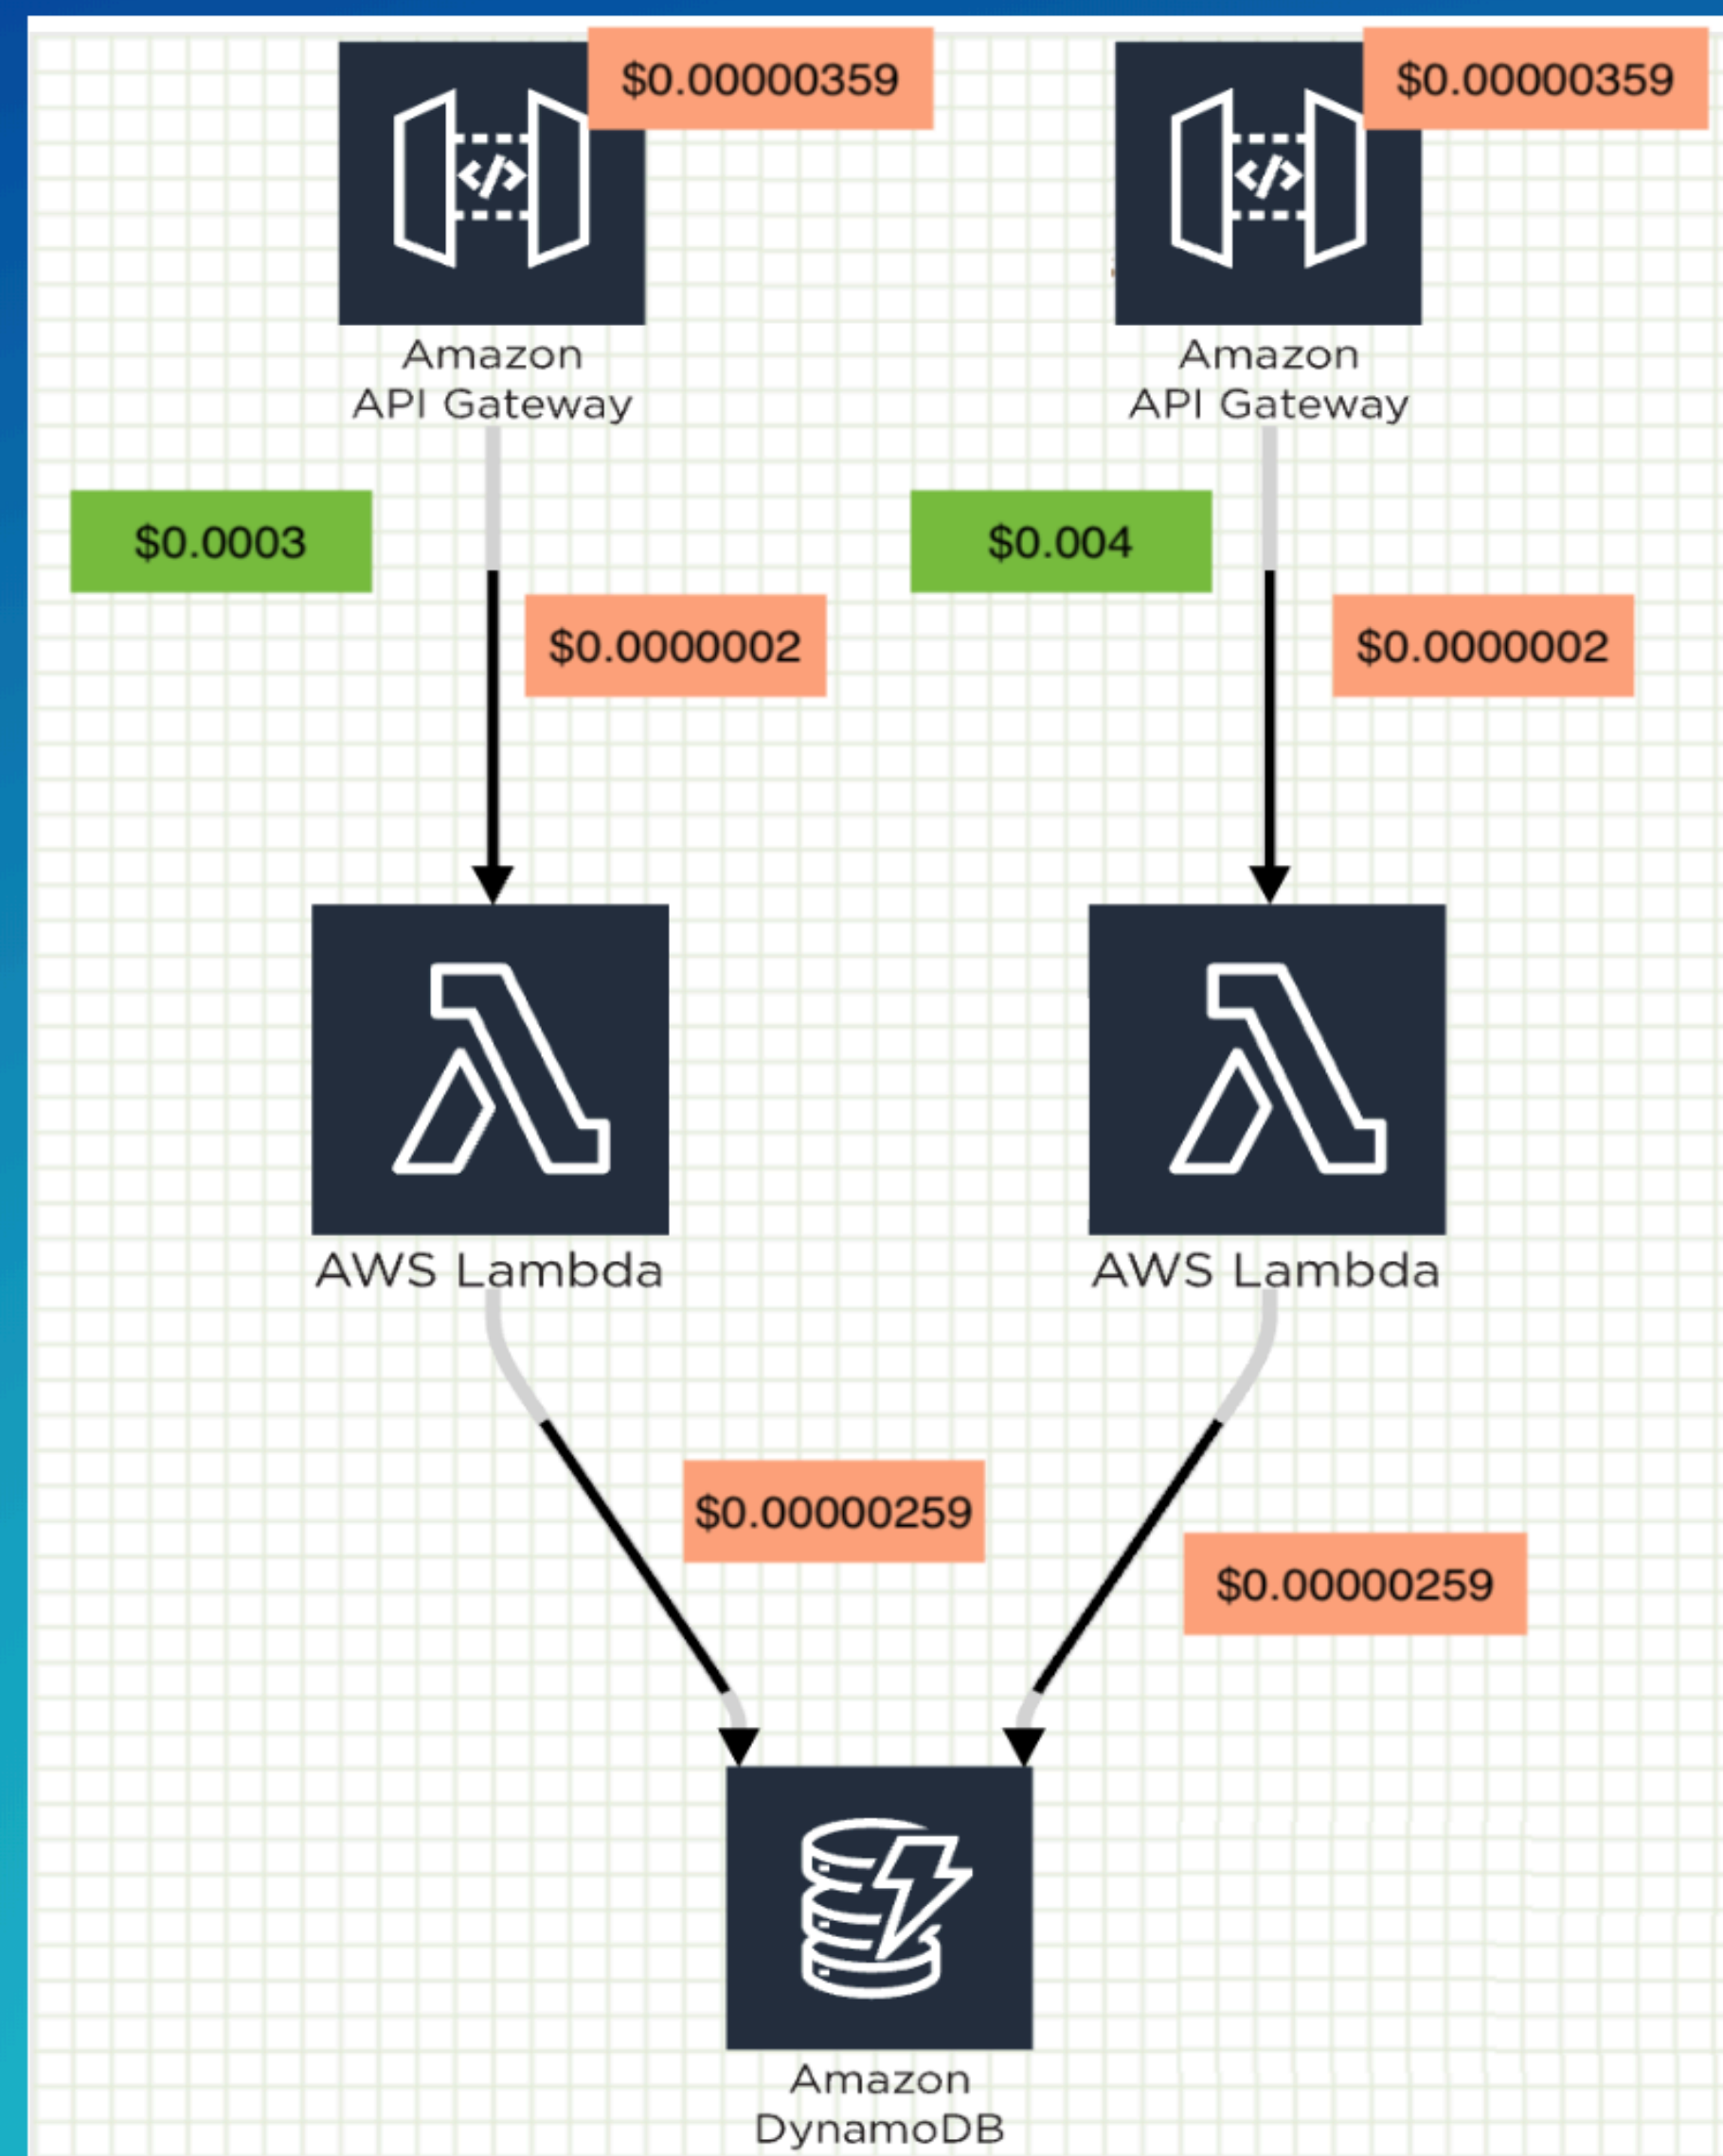 $0.00000359
$0.00000359
</>
</>
Amazon
API Gateway
Amazon
API Gateway
$0.0003
$0.004
$0.0000002
$0.0000002
AWS Lambda
AWS Lambda
$0.00000259
$0.00000259
Amazon
DynamoDB